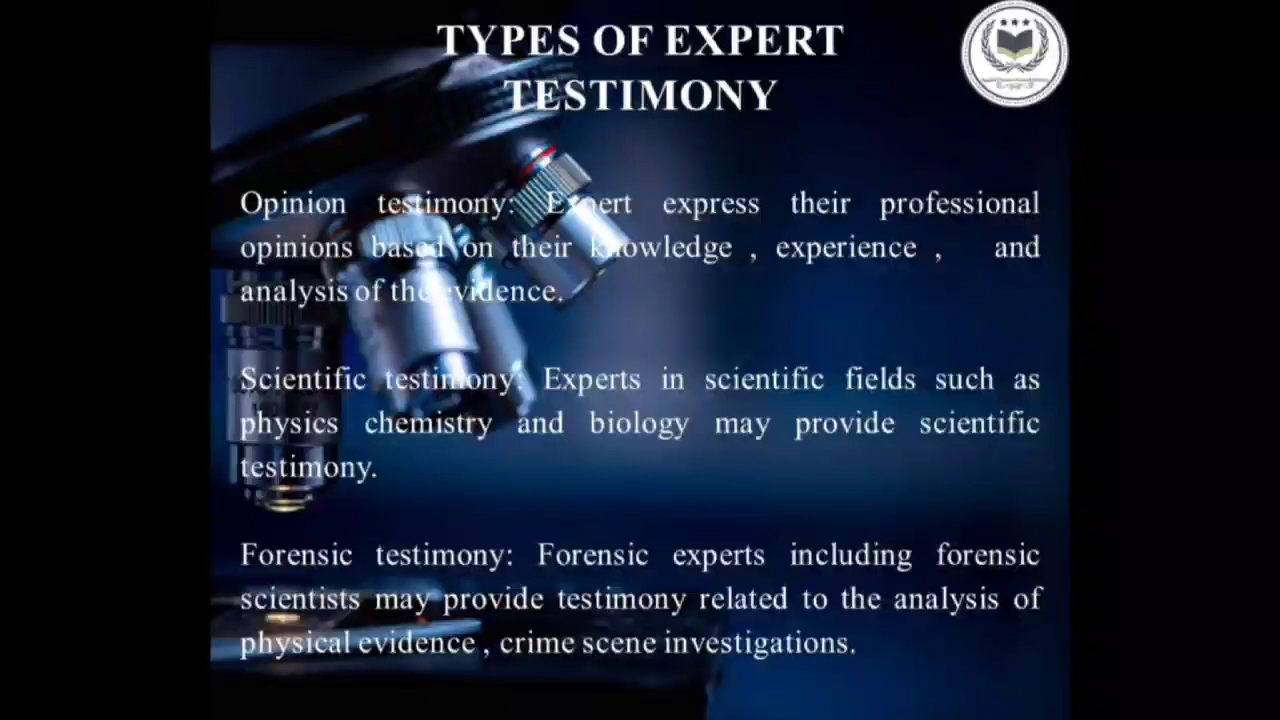 TYPES OF EXPERT
TESTIMONY
Opinion testimony: Expert express their professional
opinions based on their knowledge , experience , and
analysis of the evidence.
Scientific testimony: Experts in scientific fields such as
physics chemistry and biology may provide scientific
testimony.
Forensic testimony: Forensic experts including forensic
scientists may provide testimony related to the analysis of
physical evidence , crime scene investigations.